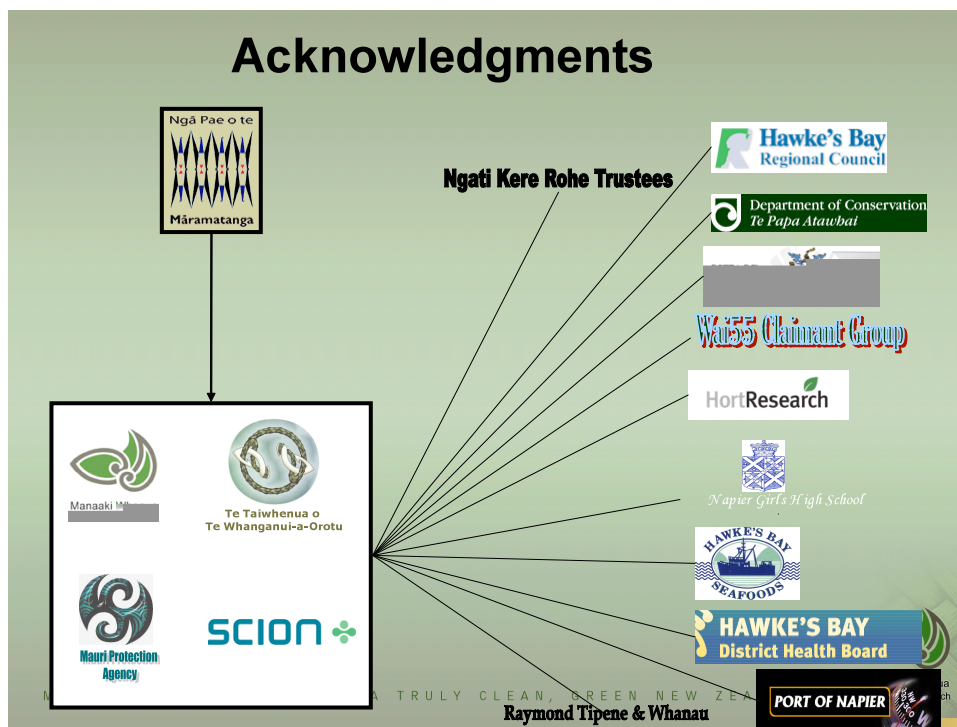 Acknowledgments
Ngā Pae o te
Māramatanga
Ngati Kere Rohe Trustees
Hawke's Bay
Regional Council
Department of Conservation
Te Papa Atawhai
Wai55 Claimant Group
HortResearch
Napier Girl's High School
HAWKE'S BAY
SEAFOODS
HAWKE'S BAY
District Health Board
PORT OF NAPIER
Manaaki
Te Taiwhenua o
Te Whanganui-a-Orotu
Mauri Protection
Agency
SCION
A TRULY CLEAN, GREEN NEW ZEA
Raymond Tipene & Whanau